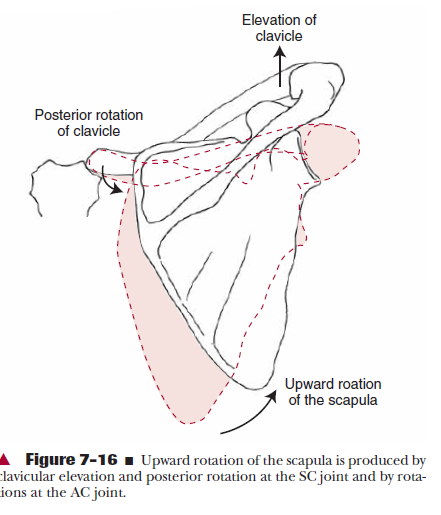 Elevation of
clavicle
Posterior rotation
of clavicle
Upward roation
of the scapula
▲ Figure 7-16 ■ Upward rotation of the scapula is produced by
clavicular elevation and posterior rotation at the SC joint and by rota-
tions at the AC joint.